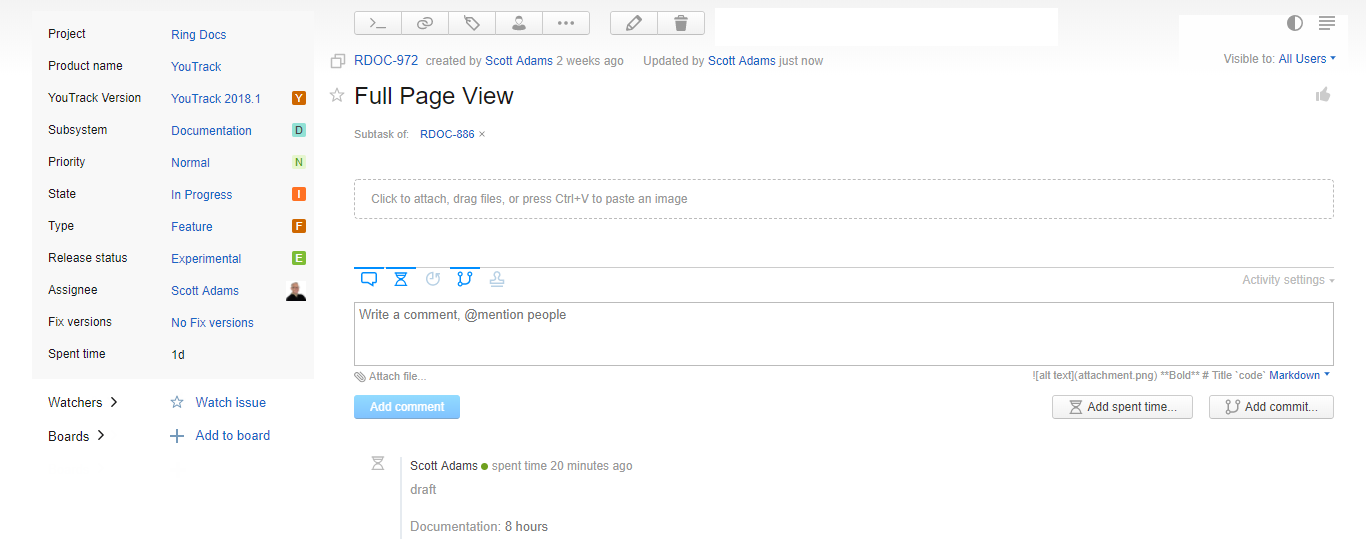 Project Ring Docs
Product name YouTrack
YouTrack Version YouTrack 2018.1 Y
Subsystem Documentation D
Priority Normal N
State In Progress I
Type Feature F
Release status Experimental E
Assignee Scott Adams
Fix versions No Fix versions
Spent time 1d
Watchers Watch issue
Boards Add to board
RDOC-972 created by Scott Adams 2 weeks ago Updated by Scott Adams just now
Visible to: All Users
Full Page View
Subtask of: RDOC-886 ×
Click to attach, drag files, or press Ctrl+V to paste an image
Activity settings
Write a comment, @mention people
Attach file... ![alt text](attachment.png) **Bold** # Title `code` Markdown
Add comment Add spent time... Add commit...
Scott Adams spent time 20 minutes ago
draft
Documentation: 8 hours